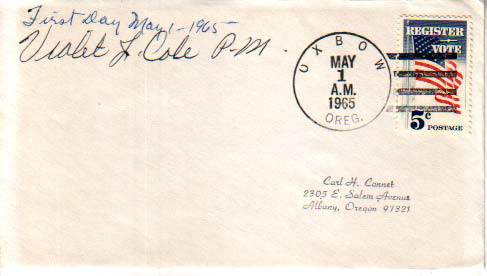 First Day May 1-1965
Violet L. Cole P.M.
OXBOW
MAY
1
A.M.
1965
OREG.
REGISTER
VOTE
5c POSTAGE
Carl H. Connet
2305 E. Salem Avenue
Albany, Oregon 97321